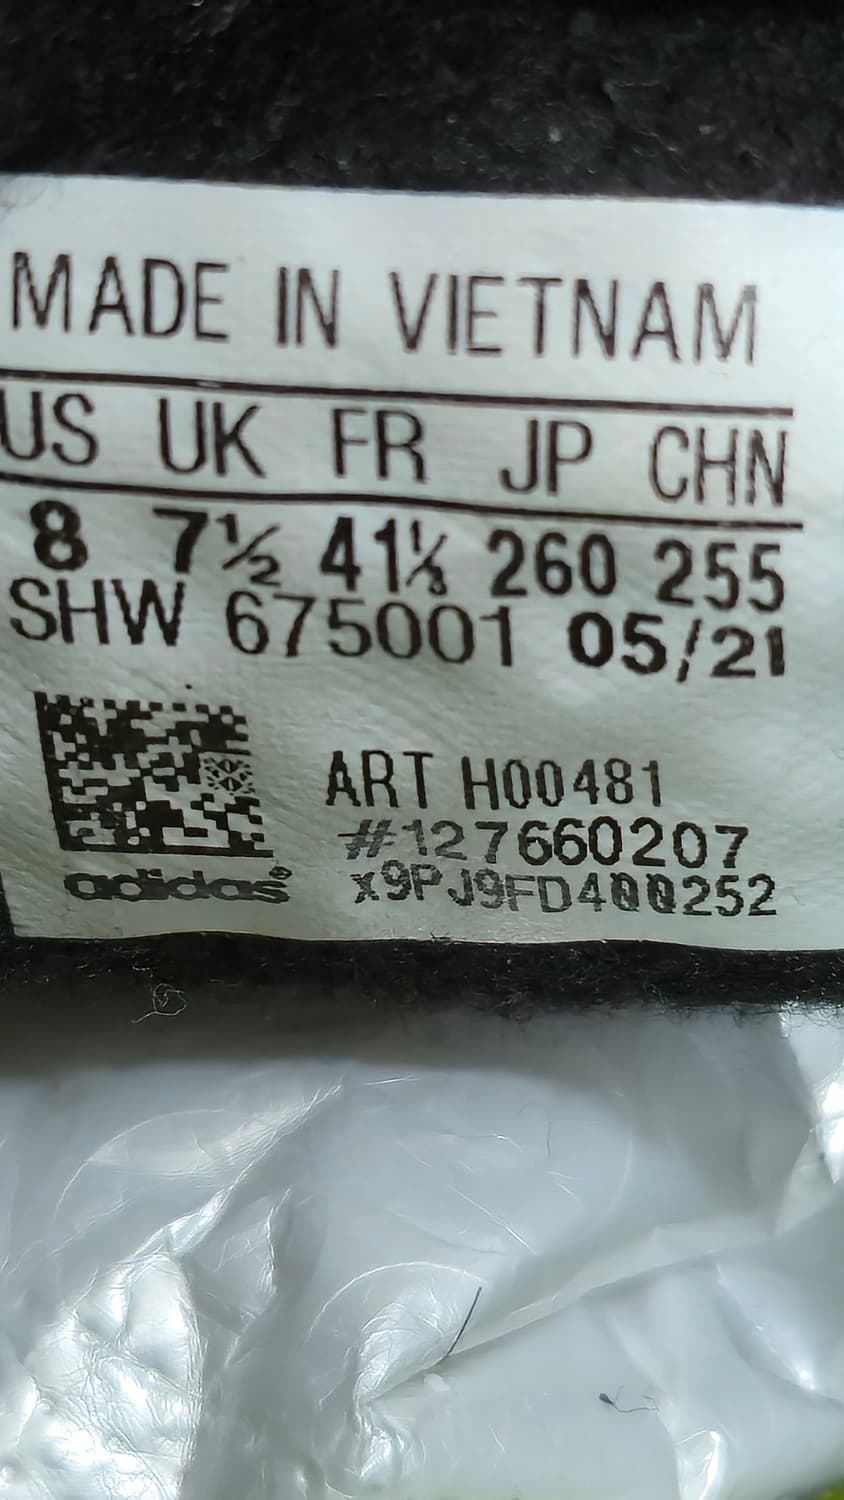 MADE IN VIETNAM
US UK FR JP CHN
8 7½ 41⅓ 260 255
SHW 675001 05/21
ART H00481
#127660207
adidas®
x9PJ9FD400252